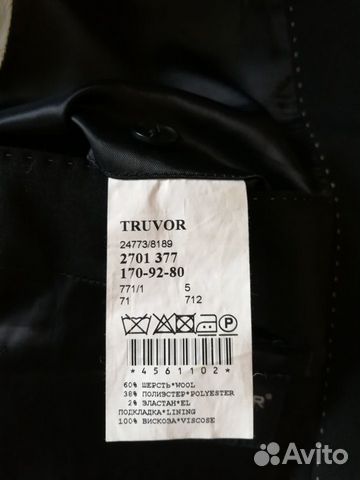 TRUVOR
24773/8189
2701 377
170-92-80
771/1 5
71 712
P
*4561102*
60% ШЕРСТЬ*WOOL
38% ПОЛИЭСТЕР*POLYESTER
2% ЭЛАСТАН*EL
ПОДКЛАДКА*LINING
100% ВИСКОЗА*VISCOSE
R®
Avito